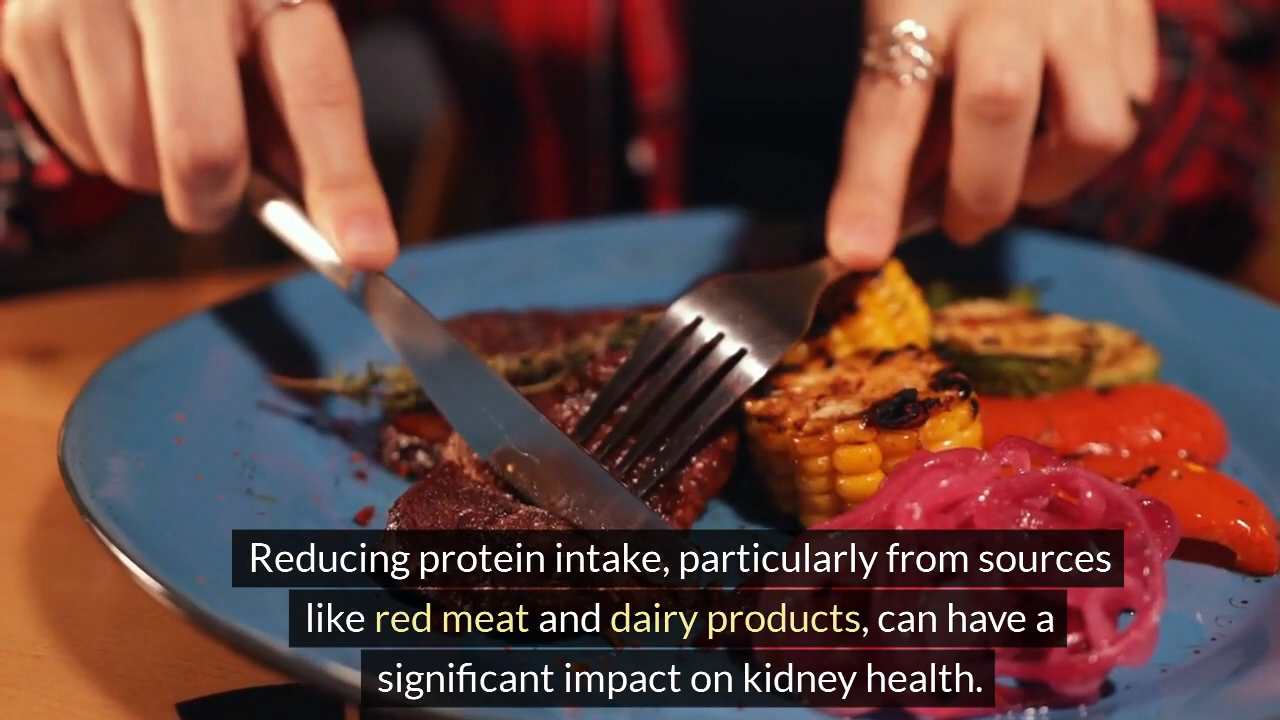 Reducing protein intake, particularly from sources
like red meat and dairy products, can have a
significant impact on kidney health.